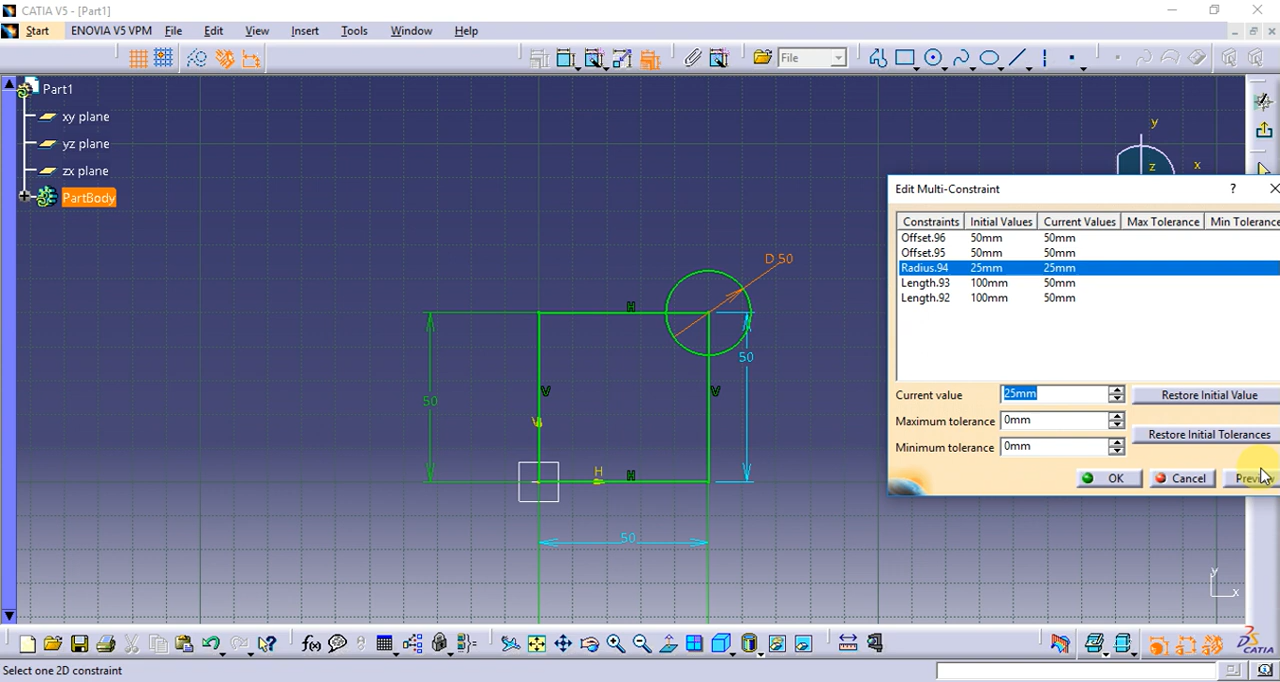 CATIA V5 - [Part1]
Start ENOVIA V5 VPM File Edit View Insert Tools Window Help
File
Part1
xy plane
yz plane
zx plane
PartBody
y
z
x
D 50
H
50
50
V
V
V
H
H
50
Edit Multi-Constraint ?
Constraints Initial Values Current Values Max Tolerance Min Tolerance
Offset.96 50mm 50mm
Offset.95 50mm 50mm
Radius.94 25mm 25mm
Length.93 100mm 50mm
Length.92 100mm 50mm
Current value 25mm Restore Initial Value
Maximum tolerance 0mm
Restore Initial Tolerances
Minimum tolerance 0mm
OK Cancel Previ
y
x
f(x)
CATIA
Select one 2D constraint